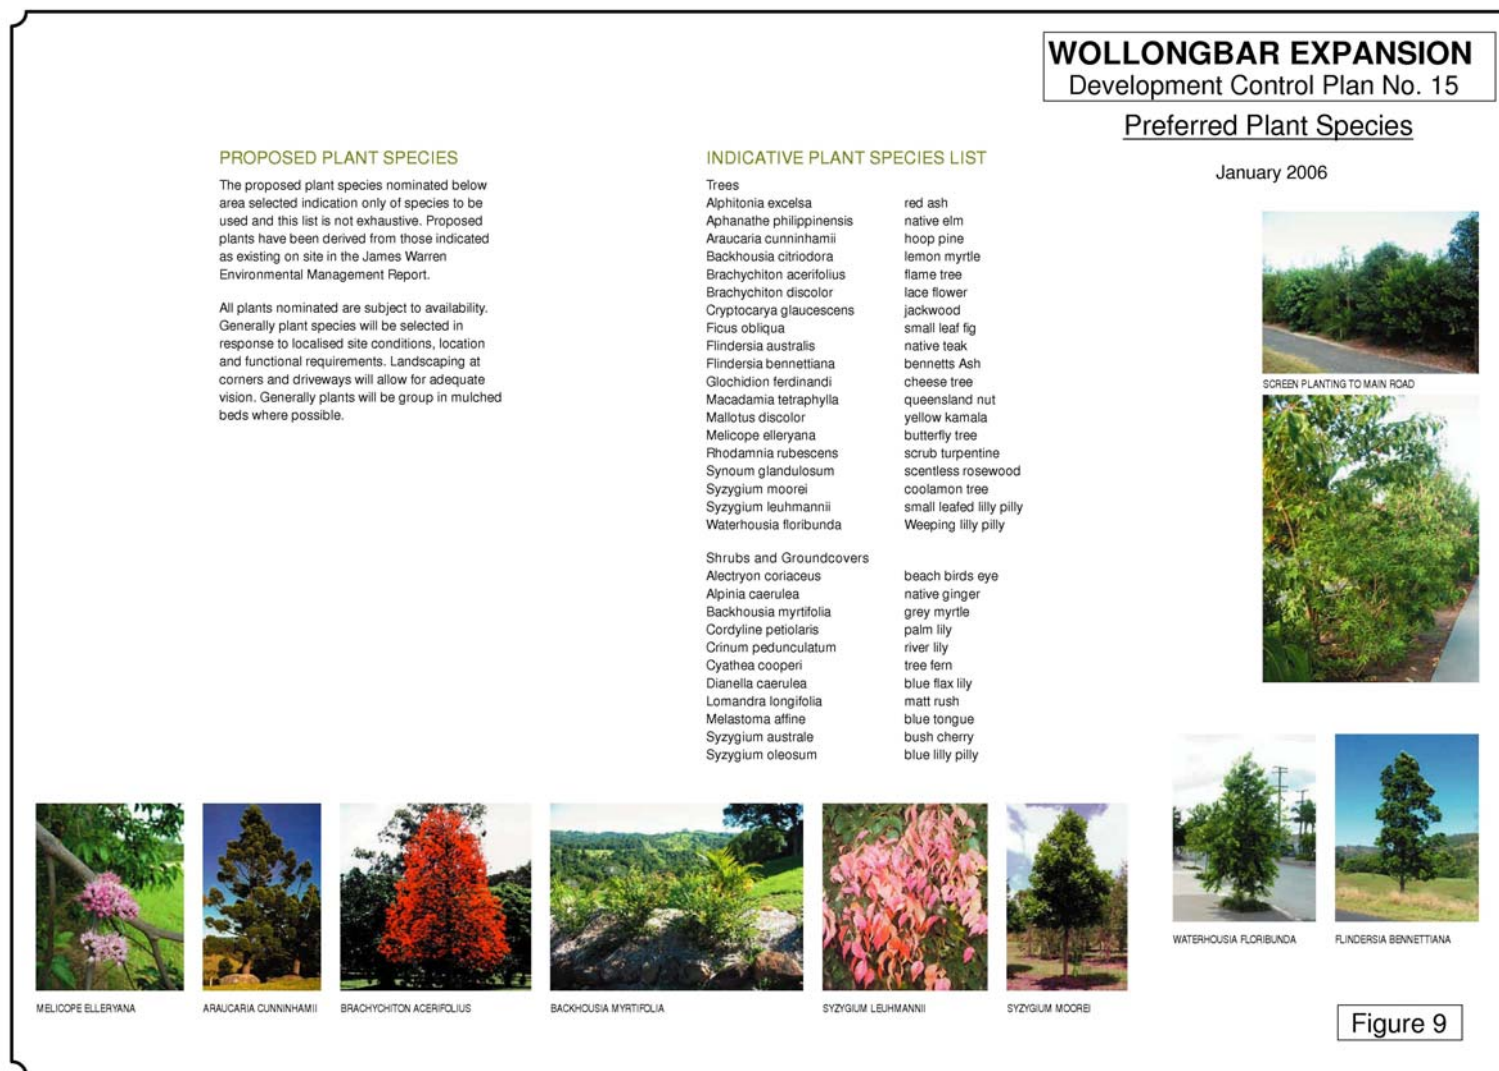 WOLLONGBAR EXPANSION
Development Control Plan No. 15
Preferred Plant Species
January 2006
PROPOSED PLANT SPECIES
The proposed plant species nominated below
area selected indication only of species to be
used and this list is not exhaustive. Proposed
plants have been derived from those indicated
as existing on site in the James Warren
Environmental Management Report.
All plants nominated are subject to availability.
Generally plant species will be selected in
response to localised site conditions, location
and functional requirements. Landscaping at
corners and driveways will allow for adequate
vision. Generally plants will be group in mulched
beds where possible.
INDICATIVE PLANT SPECIES LIST
Trees
Alphitonia excelsa red ash
Aphanathe philippinensis native elm
Araucaria cunninhamii hoop pine
Backhousia citriodora lemon myrtle
Brachychiton acerifolius flame tree
Brachychiton discolor lace flower
Cryptocarya glaucescens jackwood
Ficus obliqua small leaf fig
Flindersia australis native teak
Flindersia bennettiana bennetts Ash
Glochidion ferdinandi cheese tree
Macadamia tetraphylla queensland nut
Mallotus discolor yellow kamala
Melicope elleryana butterfly tree
Rhodamnia rubescens scrub turpentine
Synoum glandulosum scentless rosewood
Syzygium moorei coolamon tree
Syzygium leuhmannii small leafed lilly pilly
Waterhousia floribunda Weeping lilly pilly
Shrubs and Groundcovers
Alectryon coriaceus beach birds eye
Alpinia caerulea native ginger
Backhousia myrtifolia grey myrtle
Cordyline petiolaris palm lily
Crinum pedunculatum river lily
Cyathea cooperi tree fern
Dianella caerulea blue flax lily
Lomandra longifolia matt rush
Melastoma affine blue tongue
Syzygium australe bush cherry
Syzygium oleosum blue lilly pilly
SCREEN PLANTING TO MAIN ROAD
WATERHOUSIA FLORIBUNDA
FLINDERSIA BENNETTIANA
MELICOPE ELLERYANA
ARAUCARIA CUNNINHAMII
BRACHYCHITON ACERIFOLIUS
BACKHOUSIA MYRTIFOLIA
SYZYGIUM LEUHMANNII
SYZYGIUM MOOREI
Figure 9